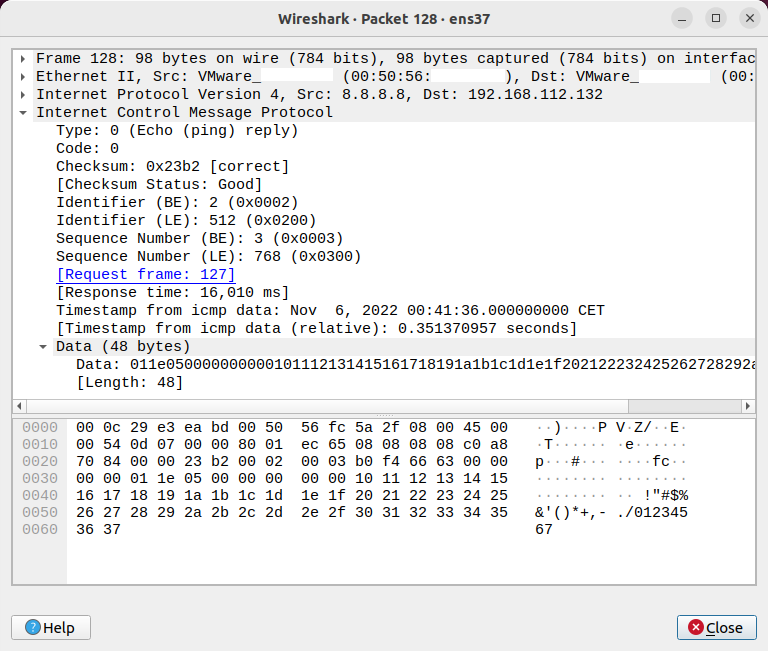 Wireshark · Packet 128 · ens37
Frame 128: 98 bytes on wire (784 bits), 98 bytes captured (784 bits) on interfac
Ethernet II, Src: VMware_ (00:50:56: ), Dst: VMware_ (00:
Internet Protocol Version 4, Src: 8.8.8.8, Dst: 192.168.112.132
Internet Control Message Protocol
Type: 0 (Echo (ping) reply)
Code: 0
Checksum: 0x23b2 [correct]
[Checksum Status: Good]
Identifier (BE): 2 (0x0002)
Identifier (LE): 512 (0x0200)
Sequence Number (BE): 3 (0x0003)
Sequence Number (LE): 768 (0x0300)
[Request frame: 127]
[Response time: 16,010 ms]
Timestamp from icmp data: Nov  6, 2022 00:41:36.000000000 CET
[Timestamp from icmp data (relative): 0.351370957 seconds]
Data (48 bytes)
Data: 011e050000000000101112131415161718191a1b1c1d1e1f202122232425262728292a
[Length: 48]
0000 00 0c 29 e3 ea bd 00 50 56 fc 5a 2f 08 00 45 00 ··)····P V·Z/··E·
0010 00 54 0d 07 00 00 80 01 ec 65 08 08 08 08 c0 a8 ·T······ ·e······
0020 70 84 00 00 23 b2 00 02 00 03 b0 f4 66 63 00 00 p···#··· ····fc··
0030 00 00 01 1e 05 00 00 00 00 00 10 11 12 13 14 15 ········ ········
0040 16 17 18 19 1a 1b 1c 1d 1e 1f 20 21 22 23 24 25 ········ ·· !"#$%
0050 26 27 28 29 2a 2b 2c 2d 2e 2f 30 31 32 33 34 35 &'()*+,- ./012345
0060 36 37 67
Help
Close